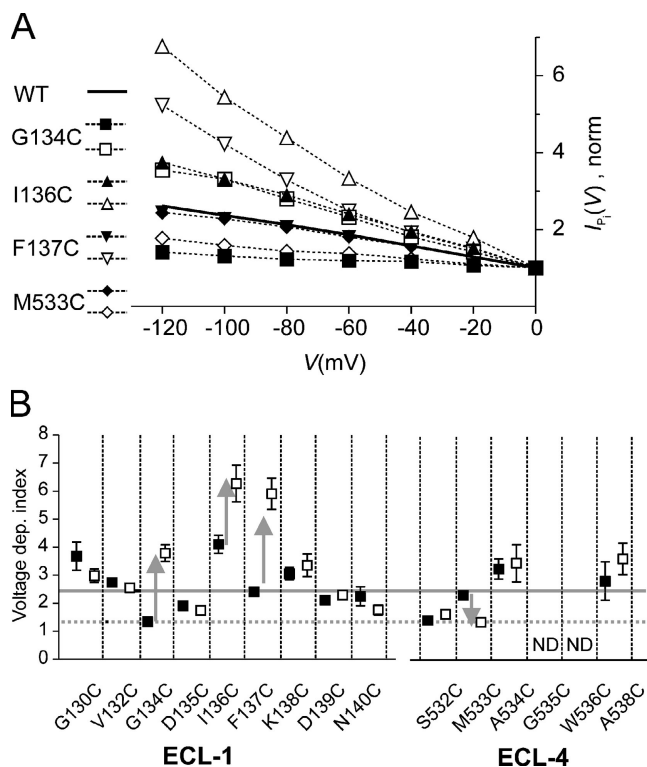 A
WT
G134C
I136C
F137C
M533C
6
4
2
I_Pi(V) , norm
-120 -100 -80 -60 -40 -20 0
V(mV)
B
Voltage dep. index
8
7
6
5
4
3
2
1
0
ND ND
G130C V132C G134C D135C I136C F137C K138C D139C N140C
S532C M533C A534C G535C W536C A538C
ECL-1 ECL-4